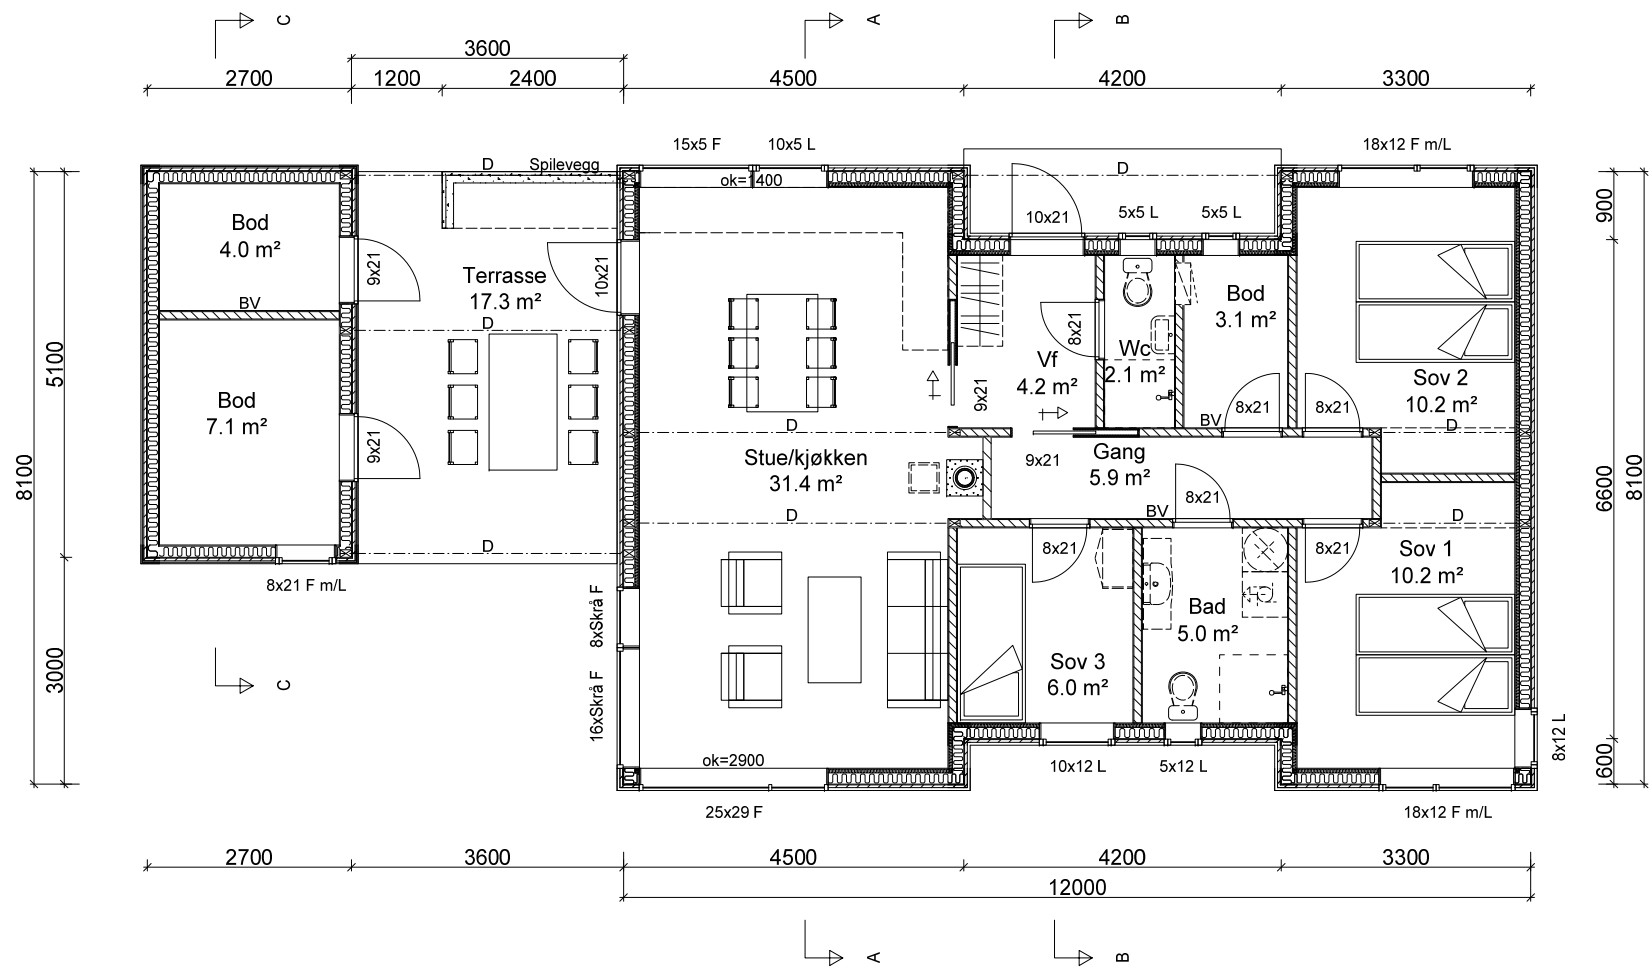 C
A
B
3600
2700
1200
2400
4500
4200
3300
15x5 F
10x5 L
18x12 F m/L
D
Spilevegg
D
ok=1400
10x21
5x5 L
5x5 L
900
Bod
4.0 m²
9x21
Terrasse
17.3 m²
10x21
BV
D
Bod
3.1 m²
8x21
Wc
2.1 m²
Vf
4.2 m²
9x21
Sov 2
10.2 m²
5100
Bod
7.1 m²
9x21
8x21
8x21
BV
D
D
Stue/kjøkken
31.4 m²
Gang
5.9 m²
9x21
8100
6600
8100
8x21
BV
D
D
D
8x21
8x21
Sov 1
10.2 m²
8x21 F m/L
8xSkrå F
Bad
5.0 m²
Sov 3
6.0 m²
3000
C
16xSkrå F
8x12 L
ok=2900
10x12 L
5x12 L
600
25x29 F
18x12 F m/L
2700
3600
4500
4200
3300
12000
A
B